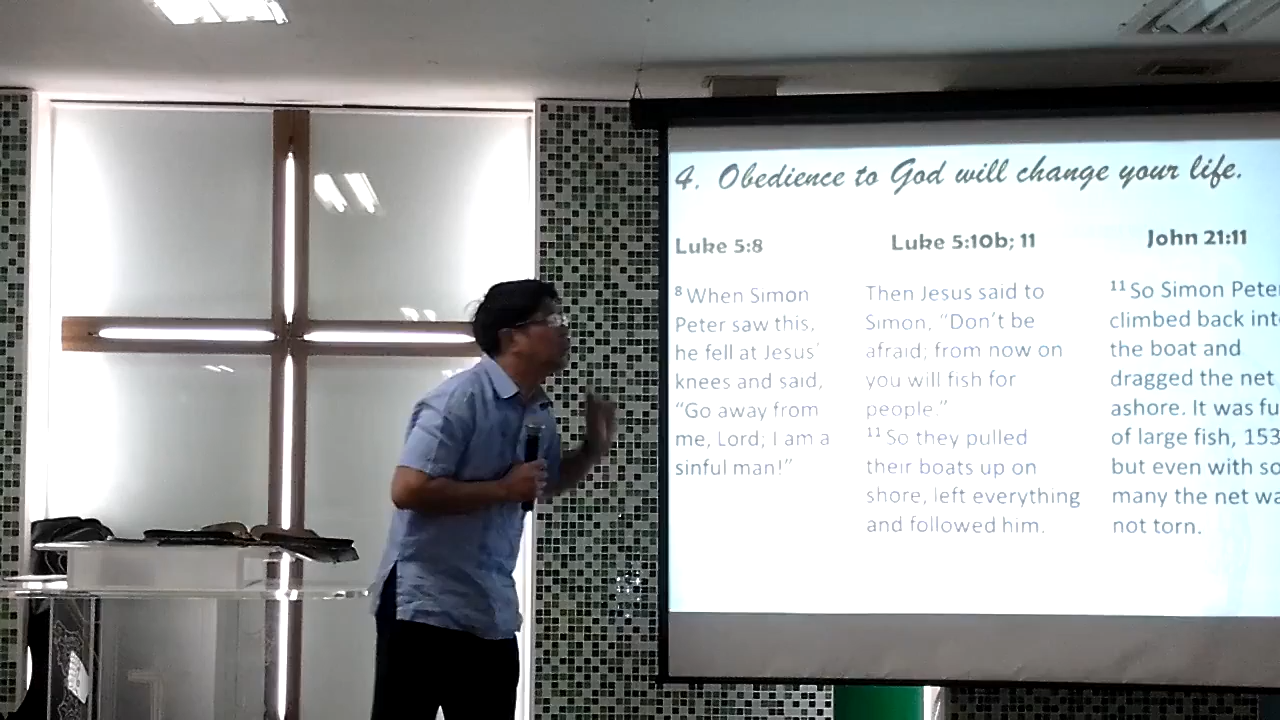 4. Obedience to God will change your life.
Luke 5:8
⁸ When Simon
Peter saw this,
he fell at Jesus'
knees and said,
“Go away from
me, Lord; I am a
sinful man!”
Luke 5:10b; 11
Then Jesus said to
Simon, “Don't be
afraid; from now on
you will fish for
people.”
¹¹ So they pulled
their boats up on
shore, left everything
and followed him.
John 21:11
¹¹ So Simon Peter
climbed back
the boat and
dragged the net
ashore. It was
of large fish, 153
but even with
many the net
not torn.